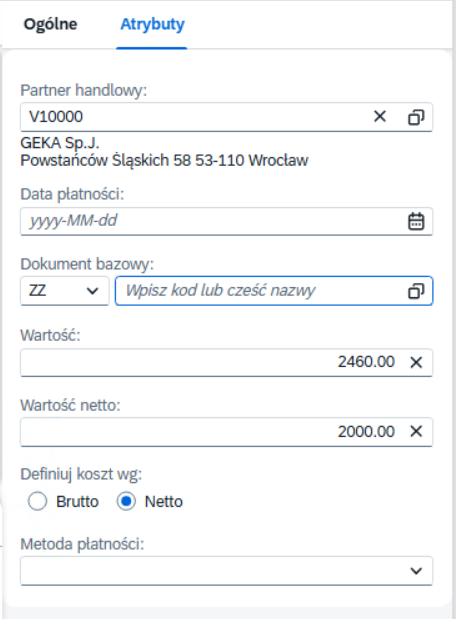 Ogólne Atrybuty
Partner handlowy:
V10000
GEKA Sp.J.
Powstańców Śląskich 58 53-110 Wrocław
Data płatności:
yyyy-MM-dd
Dokument bazowy:
ZZ Wpisz kod lub cześć nazwy
Wartość:
2460.00
Wartość netto:
2000.00
Definiuj koszt wg:
Brutto Netto
Metoda płatności: